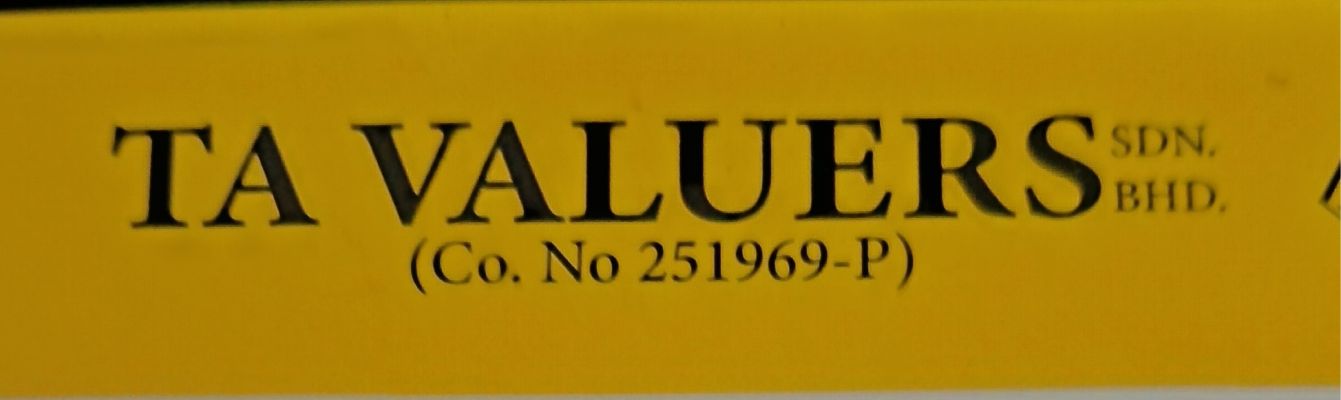 TA VALUERS SDN. BHD.
(Co. No 251969-P)